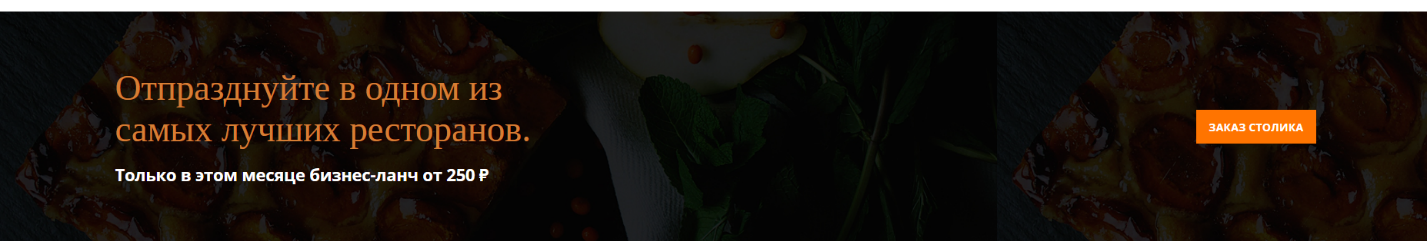 Отпразднуйте в одном из
самых лучших ресторанов.
Только в этом месяце бизнес-ланч от 250 ₽
ЗАКАЗ СТОЛИКА